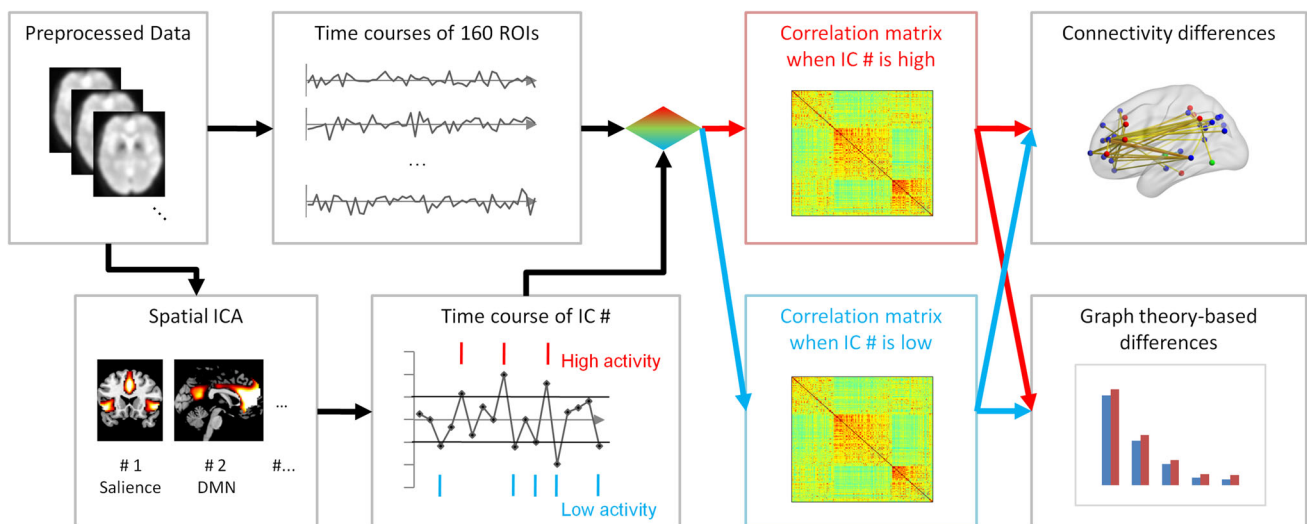 Preprocessed Data
...
Time courses of 160 ROIs
...
Correlation matrix
when IC # is high
Connectivity differences
Spatial ICA
...
# 1
Salience
# 2
DMN
#...
Time course of IC #
High activity
Low activity
Correlation matrix
when IC # is low
Graph theory-based
differences